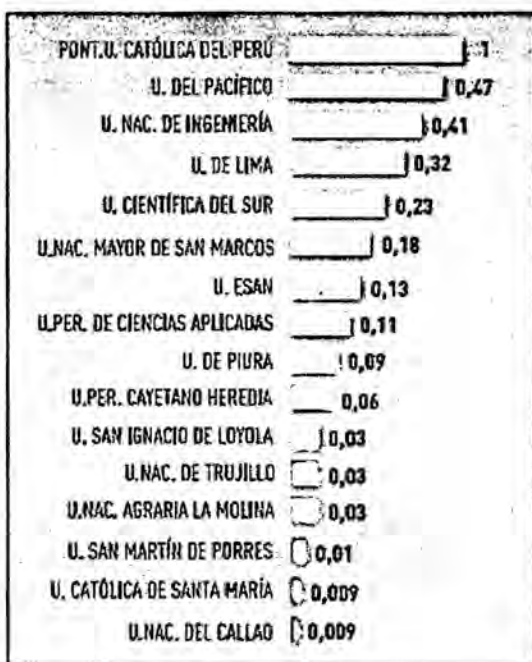 PONT.U. CATÓLICA DEL PERÚ 1
U. DEL PACÍFICO 0,47
U. NAC. DE INGENIERÍA 0,41
U. DE LIMA 0,32
U. CIENTÍFICA DEL SUR 0,23
U.NAC. MAYOR DE SAN MARCOS 0,18
U. ESAN 0,13
U.PER. DE CIENCIAS APLICADAS 0,11
U. DE PIURA 0,09
U.PER. CAYETANO HEREDIA 0,06
U. SAN IGNACIO DE LOYOLA 0,03
U.NAC. DE TRUJILLO 0,03
U.NAC. AGRARIA LA MOLINA 0,03
U. SAN MARTÍN DE PORRES 0,01
U. CATÓLICA DE SANTA MARÍA 0,009
U.NAC. DEL CALLAO 0,009